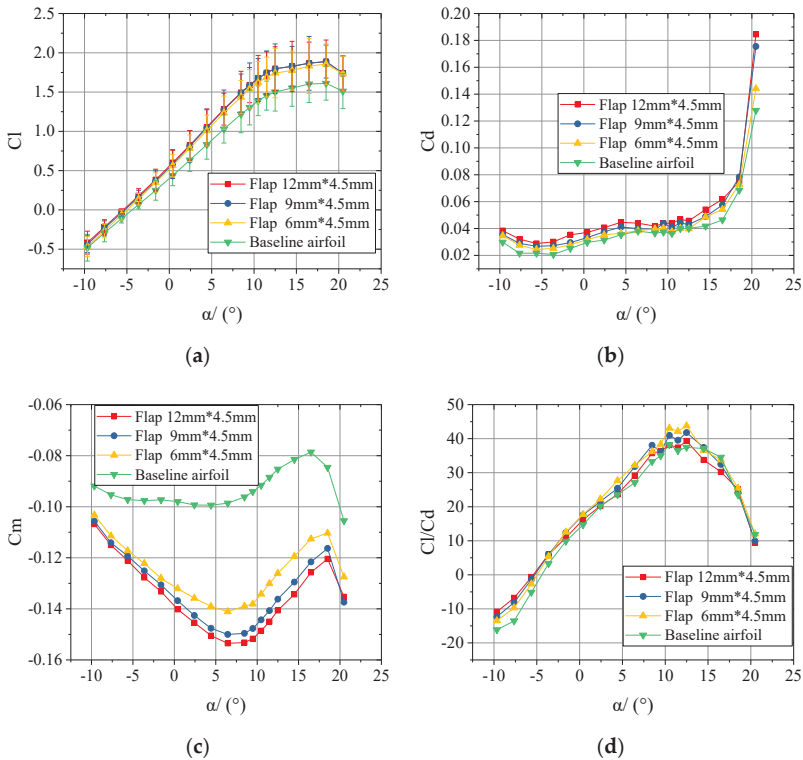 2.5
2.0
1.5
1.0
0.5
0.0
-0.5
Cl
Flap 12mm*4.5mm
Flap 9mm*4.5mm
Flap 6mm*4.5mm
Baseline airfoil
-10 -5 0 5 10 15 20 25
α/ (°)
(a)
0.20
0.18
0.16
0.14
0.12
0.10
0.08
0.06
0.04
0.02
Cd
Flap 12mm*4.5mm
Flap 9mm*4.5mm
Flap 6mm*4.5mm
Baseline airfoil
-10 -5 0 5 10 15 20 25
α/ (°)
(b)
-0.06
-0.08
-0.10
-0.12
-0.14
-0.16
Cm
Flap 12mm*4.5mm
Flap 9mm*4.5mm
Flap 6mm*4.5mm
Baseline airfoil
-10 -5 0 5 10 15 20 25
α/ (°)
(c)
50
40
30
20
10
0
-10
-20
Cl/Cd
Flap 12mm*4.5mm
Flap 9mm*4.5mm
Flap 6mm*4.5mm
Baseline airfoil
-10 -5 0 5 10 15 20 25
α/ (°)
(d)